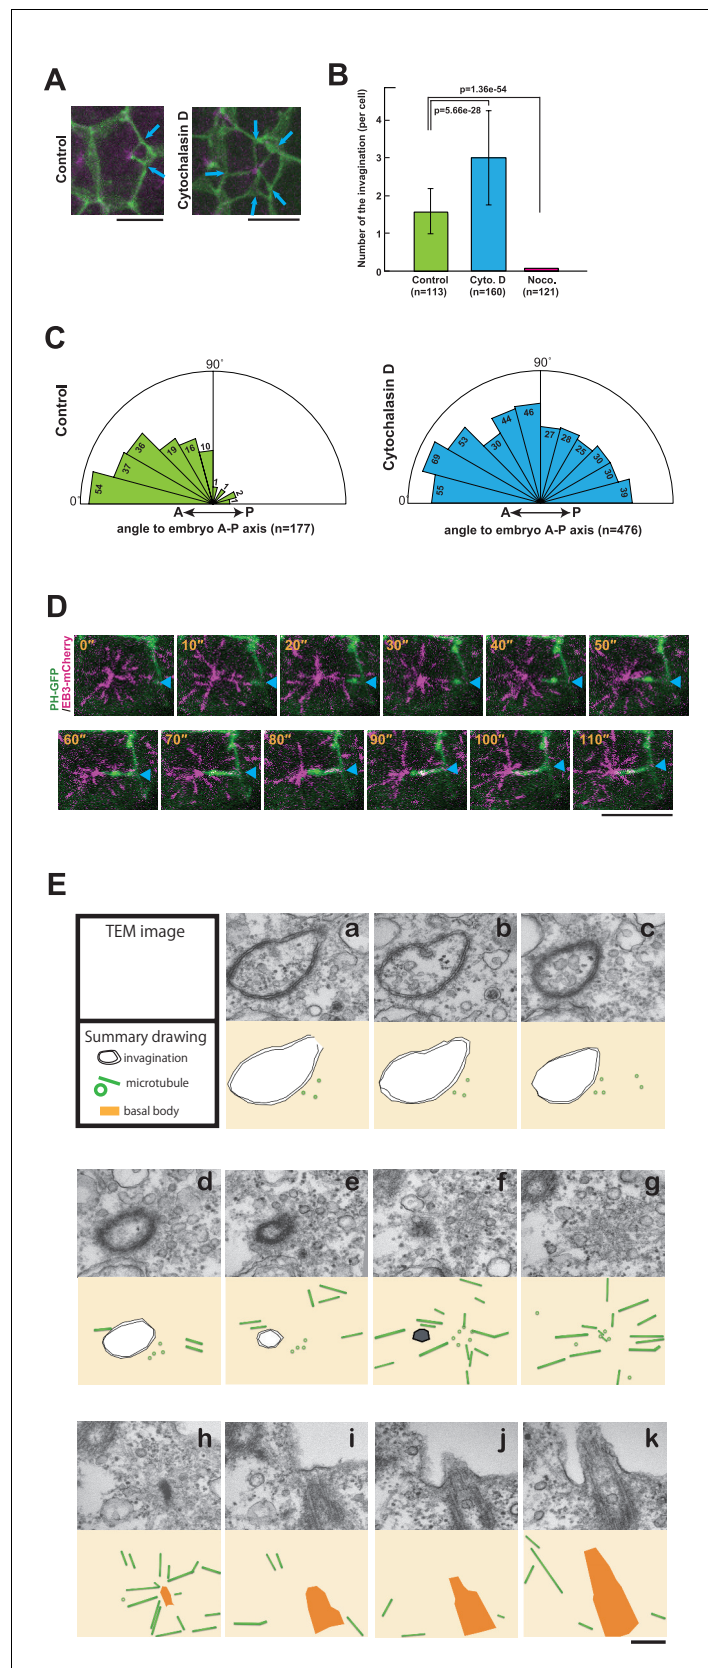 A
Control
Cytochalasin D
B
Number of the invagination (per cell)
4
3
2
1
0
p=1.36e-54
p=5.66e-28
Control
(n=113)
Cyto. D
(n=160)
Noco.
(n=121)
C
Control
90˚
0˚
54
37
36
19
16
10
1
1
2
7
A P
angle to embryo A-P axis (n=177)
Cytochalasin D
90˚
0˚
55
69
53
30
44
46
27
28
25
30
30
39
A P
angle to embryo A-P axis (n=476)
D
PH-GFP
/EB3-mCherry
0″ 10″ 20″ 30″ 40″ 50″
60″ 70″ 80″ 90″ 100″ 110″
E
TEM image
Summary drawing
invagination
microtubule
basal body
a b c
d e f g
h i j k